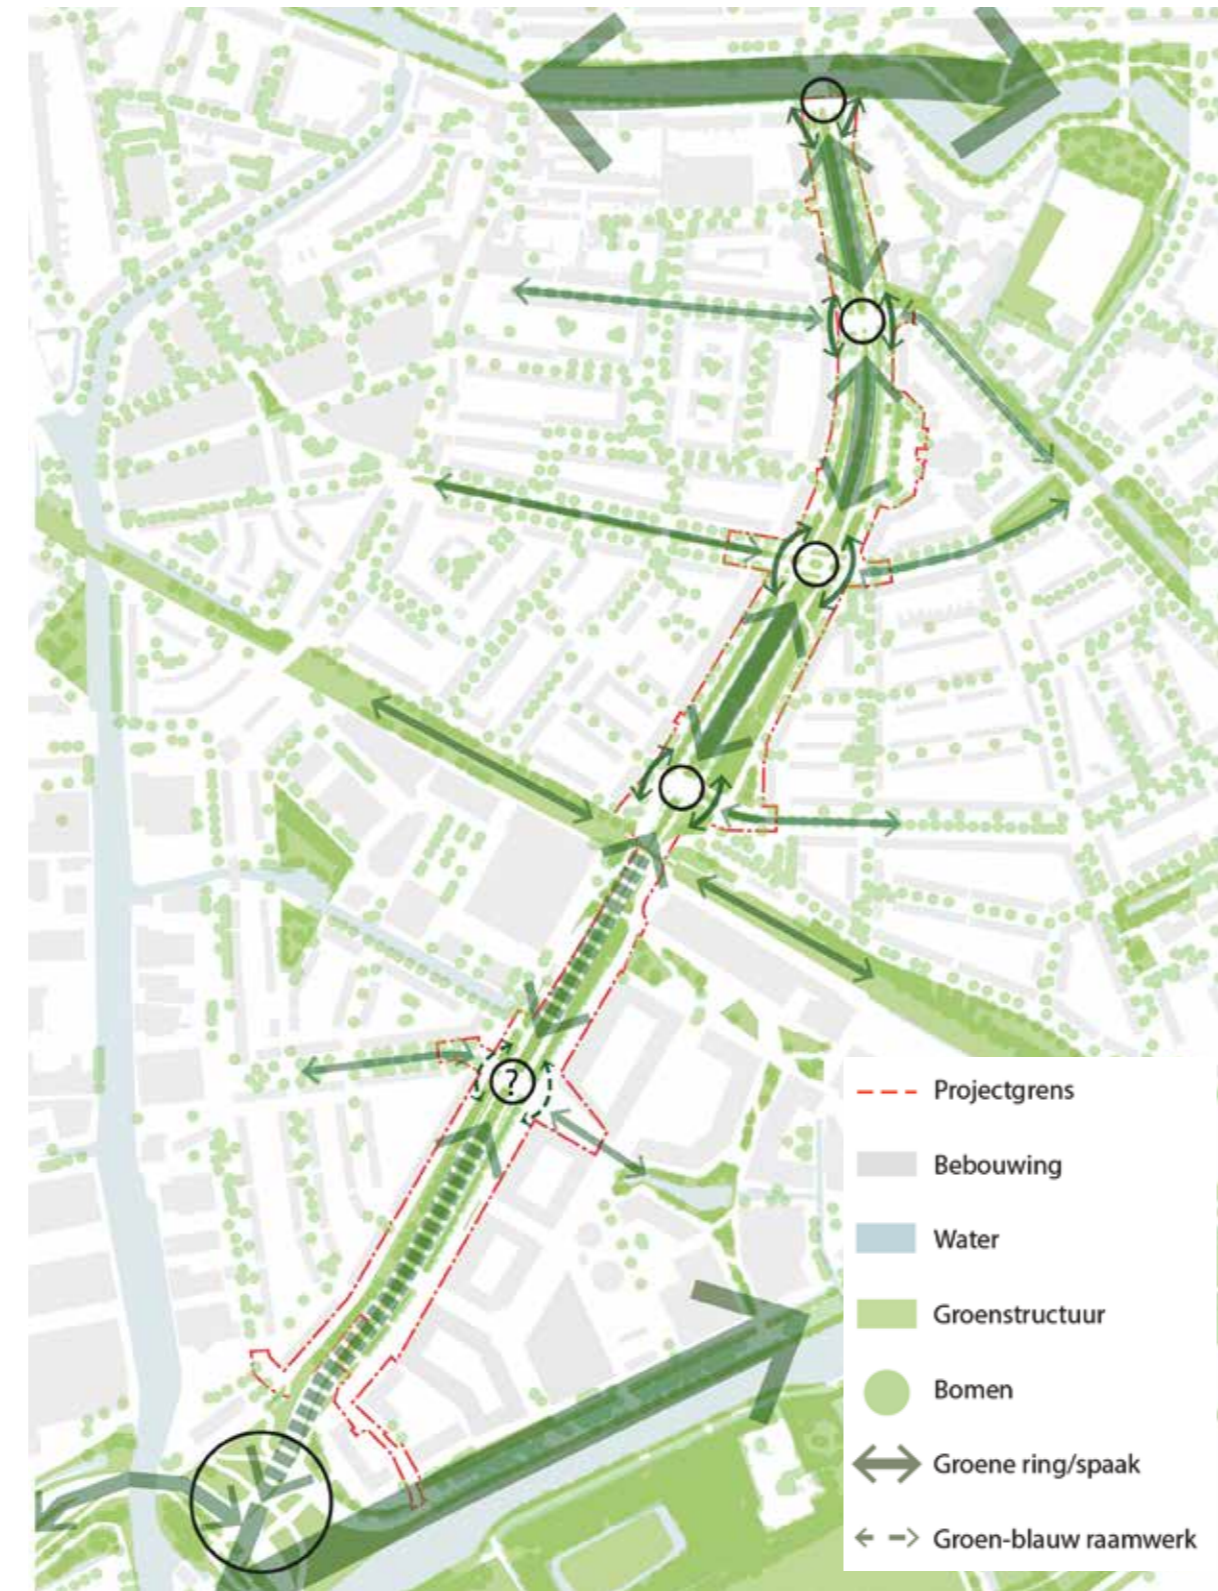 ?
Projectgrens
Bebouwing
Water
Groenstructuur
Bomen
Groene ring/spaak
Groen-blauw raamwerk